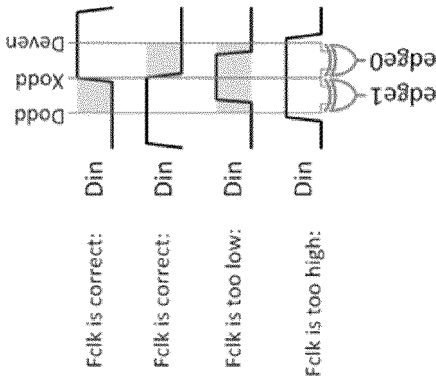 Deven
Xodd
Dodd
edge0
edge1
Fclk is correct: Din
Fclk is correct: Din
Fclk is too low: Din
Fclk is too high: Din